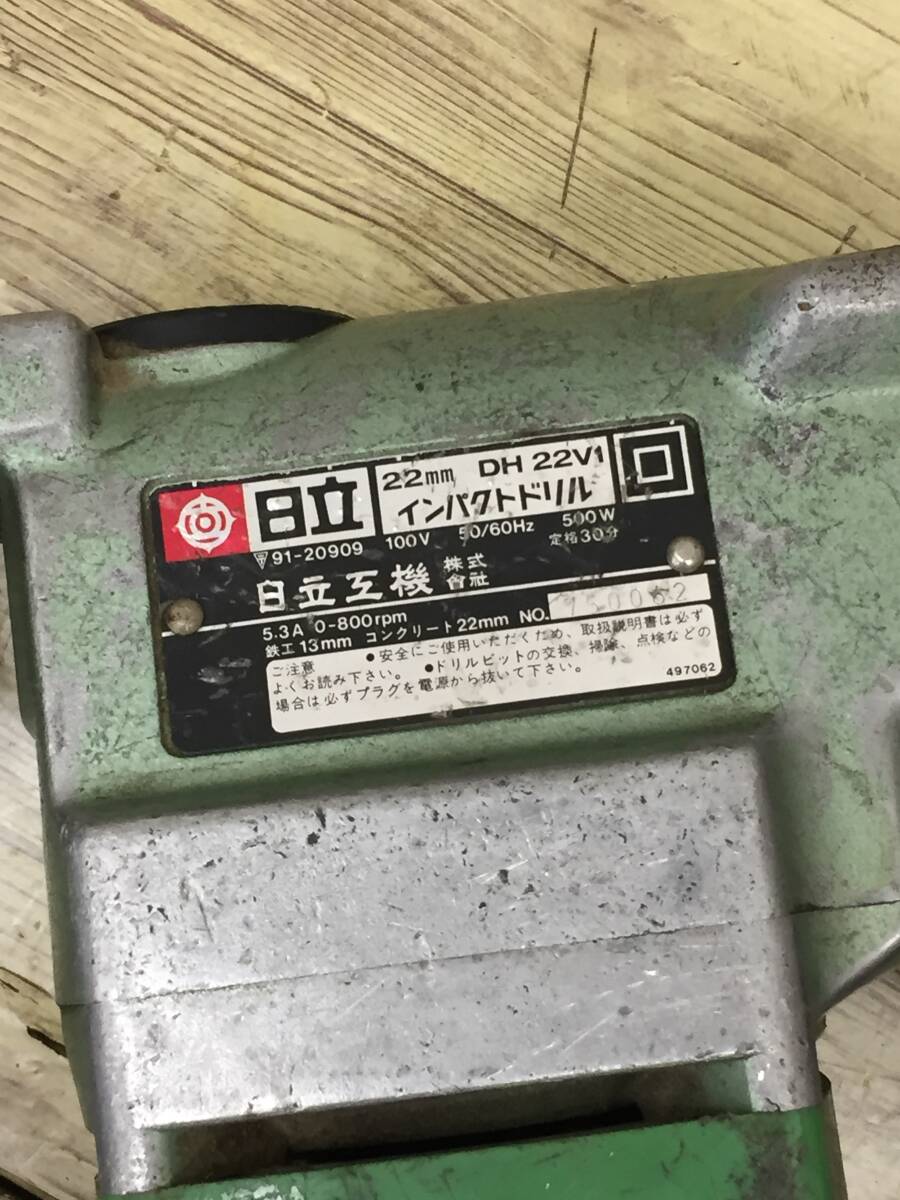 日立 22mm DH 22V1
インパクトドリル
〒91-20909 100V 50/60Hz 500W
定格30分
日立工機 株式會社
5.3A 0-800rpm
鉄工13mm コンクリート22mm NO.
ご注意 ●安全にご使用いただくため、取扱説明書は必ず
よくお読み下さい。 ●ドリルビットの交換、掃除、点検などの
場合は必ずプラグを電源から抜いて下さい。
497062